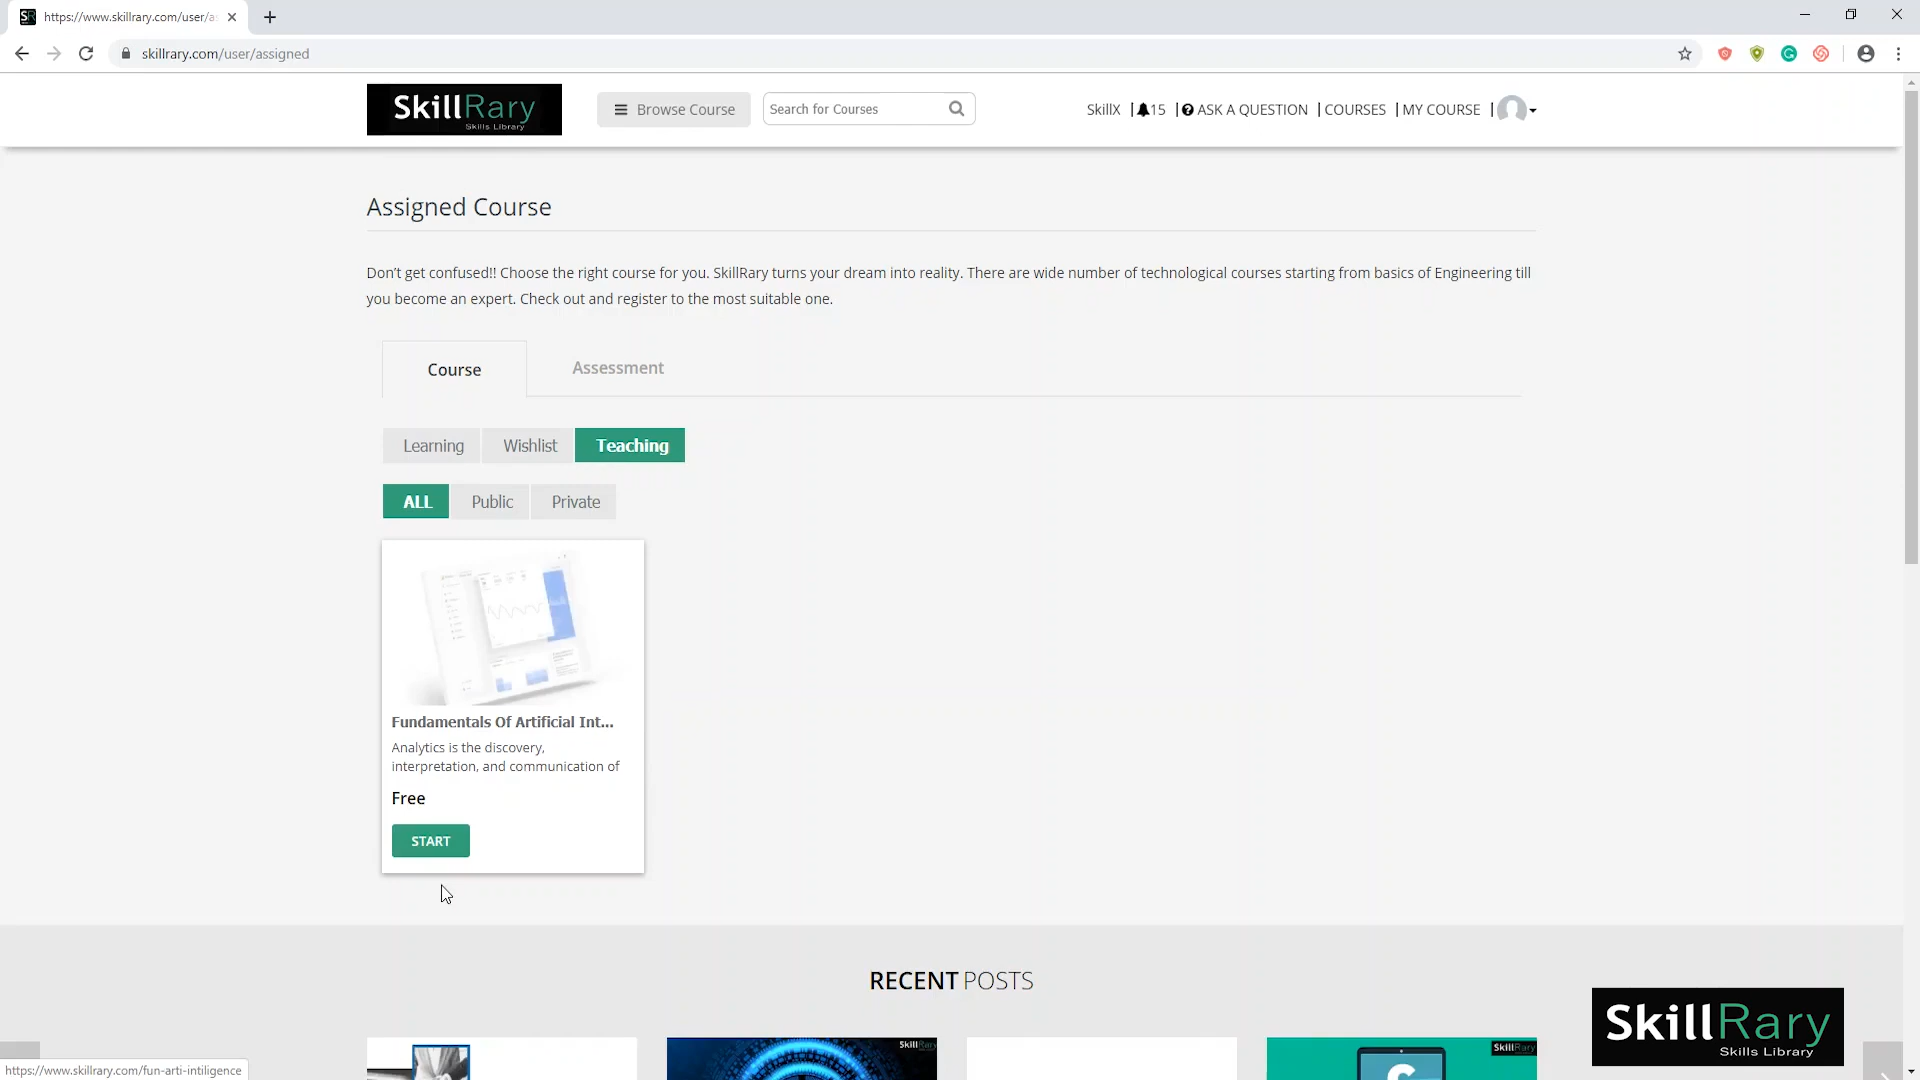 https://www.skillrary.com/user/a
skillrary.com/user/assigned
SkillRary
Skills Library
Browse Course
Search for Courses
SkillX
15
ASK A QUESTION
COURSES
MY COURSE
Assigned Course
Don't get confused!! Choose the right course for you. SkillRary turns your dream into reality. There are wide number of technological courses starting from basics of Engineering till
you become an expert. Check out and register to the most suitable one.
Course
Assessment
Learning
Wishlist
Teaching
ALL
Public
Private
Fundamentals Of Artificial Int...
Analytics is the discovery,
interpretation, and communication of
Free
START
RECENT POSTS
SkillRary
SkillRary
SkillRary
Skills Library
https://www.skillrary.com/fun-arti-intiligence